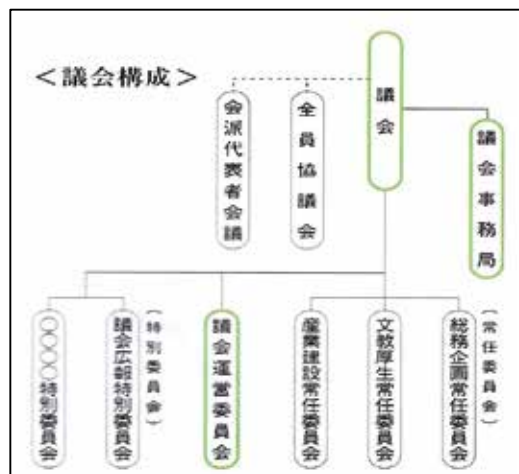 ＜議会構成＞
議会
議会事務局
全員協議会
会派代表者会議
（常任委員会）
総務企画常任委員会
文教厚生常任委員会
産業建設常任委員会
議会運営委員会
（特別委員会）
議会広報特別委員会
○○○○特別委員会